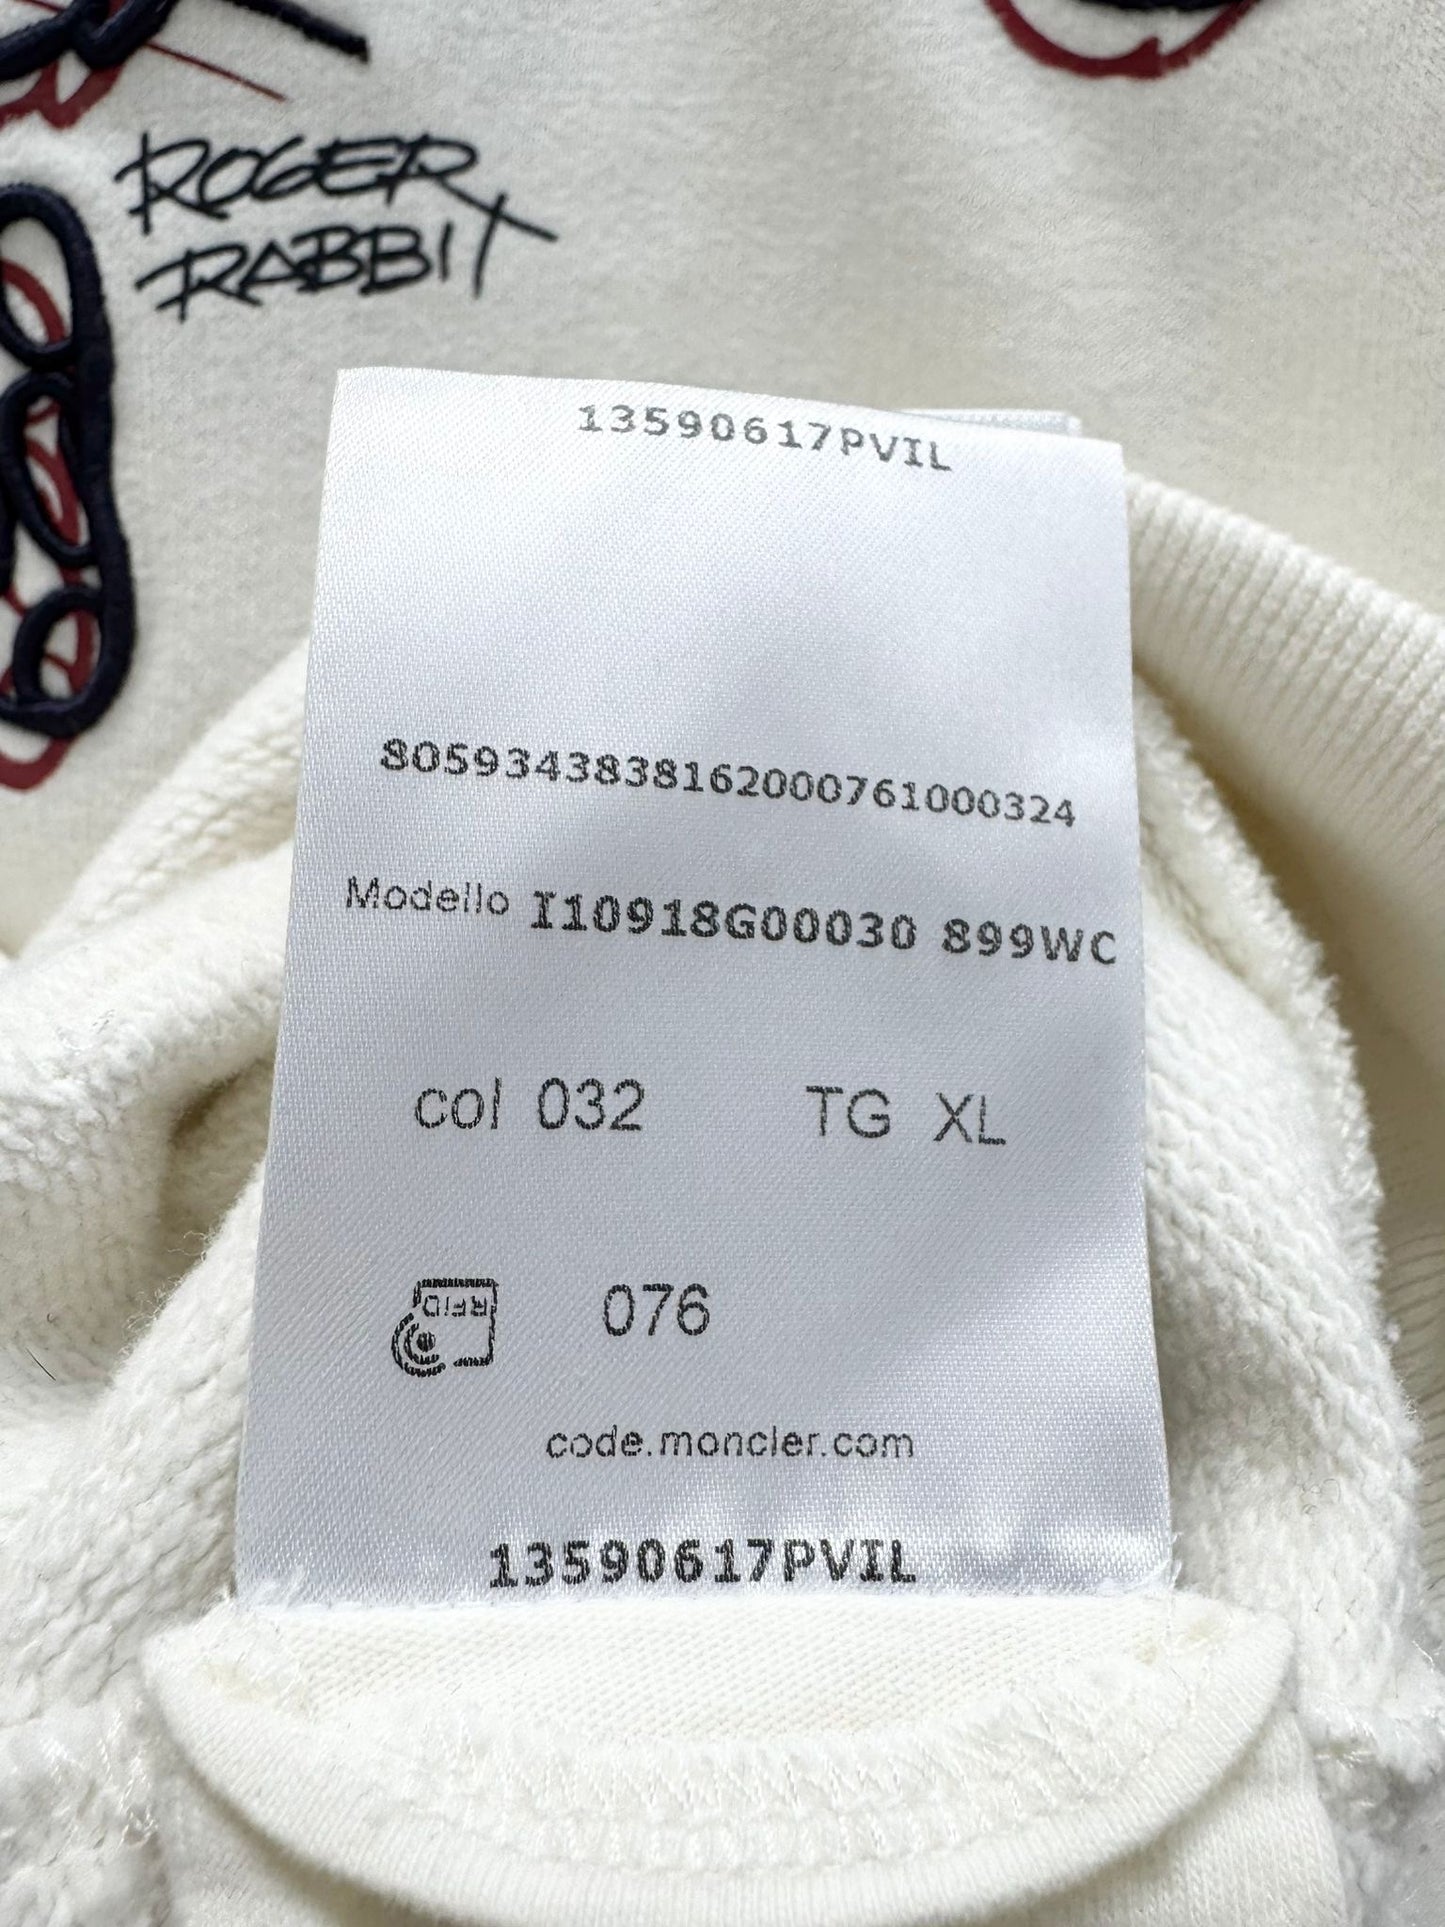 ROGER
RABBIT
13590617PVIL
8059343838162000761000324
Modello I10918G00030 899WC
col 032 TG XL
RFID 076
code.moncler.com
13590617PVIL